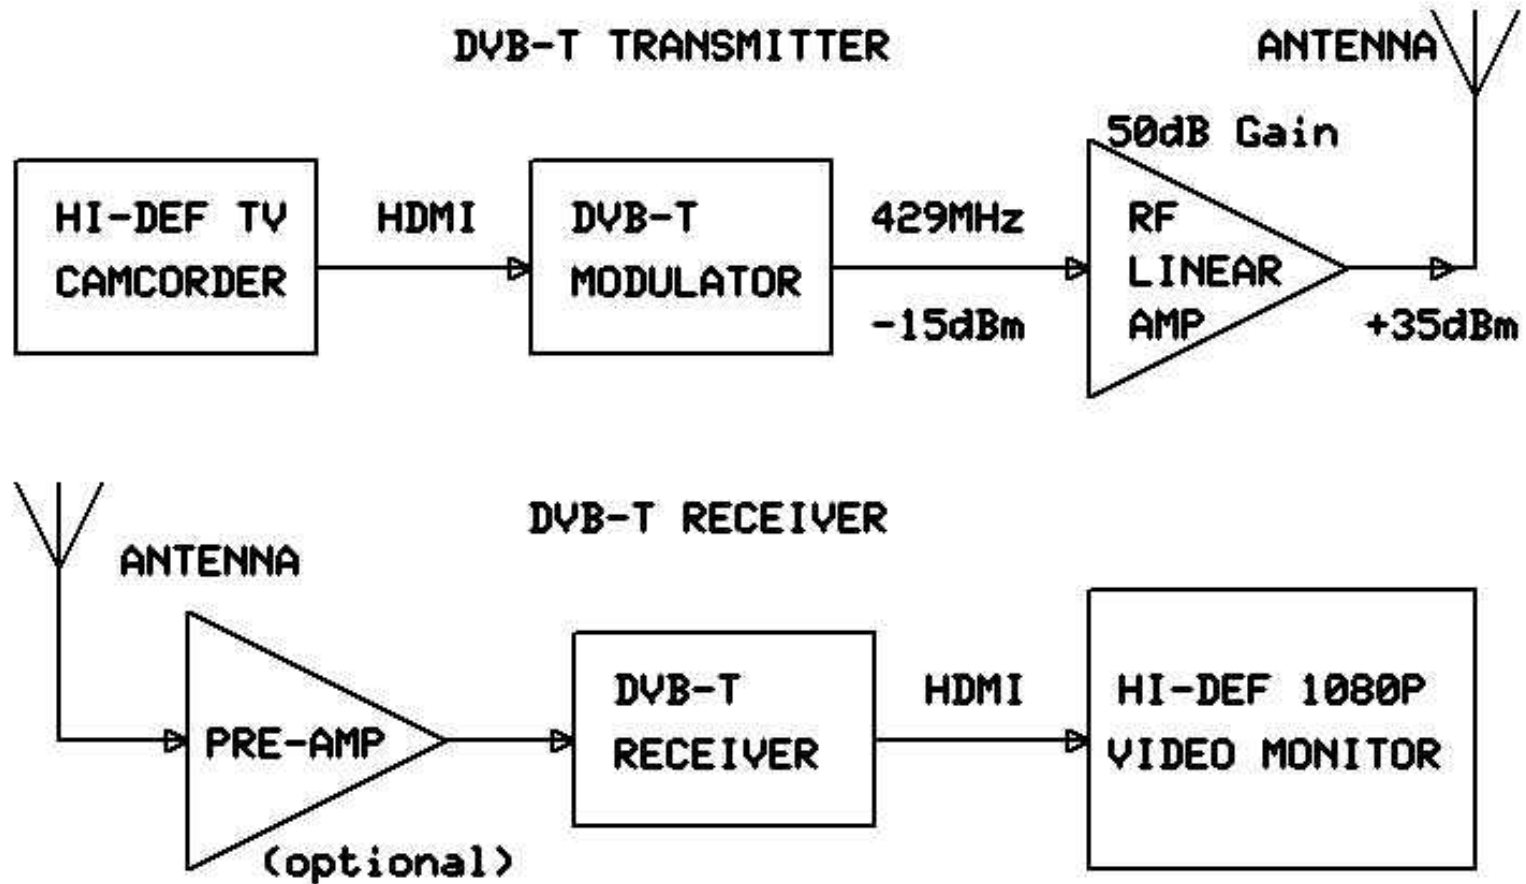 DVB-T TRANSMITTER
ANTENNA
50dB Gain
HI-DEF TV
CAMCORDER
HDMI
DVB-T
MODULATOR
429MHz
-15dBm
RF
LINEAR
AMP
+35dBm
DVB-T RECEIVER
ANTENNA
PRE-AMP
(optional)
DVB-T
RECEIVER
HDMI
HI-DEF 1080P
VIDEO MONITOR